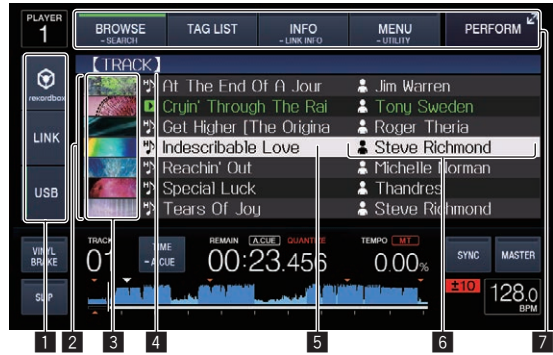 PLAYER
1
BROWSE
– SEARCH
TAG LIST
INFO
– LINK INFO
MENU
– UTILITY
PERFORM
【TRACK】
rekordbox
LINK
USB
At The End Of A Jour
Jim Warren
Cryin' Through The Rai
Tony Sweden
Get Higher [The Origina
Roger Theria
Indescribable Love
Steve Richmond
Reachin' Out
Michelle Norman
Special Luck
Thandres
Tears Of Joy
Steve Richmond
VINYL
BRAKE
SLIP
TRACK
01
TIME
– A.CUE
REMAIN
A.CUE
QUANTIZE
00:23.456
TEMPO
MT
0.00%
SYNC
MASTER
±10
128.0
BPM
1
2
3
4
5
6
7